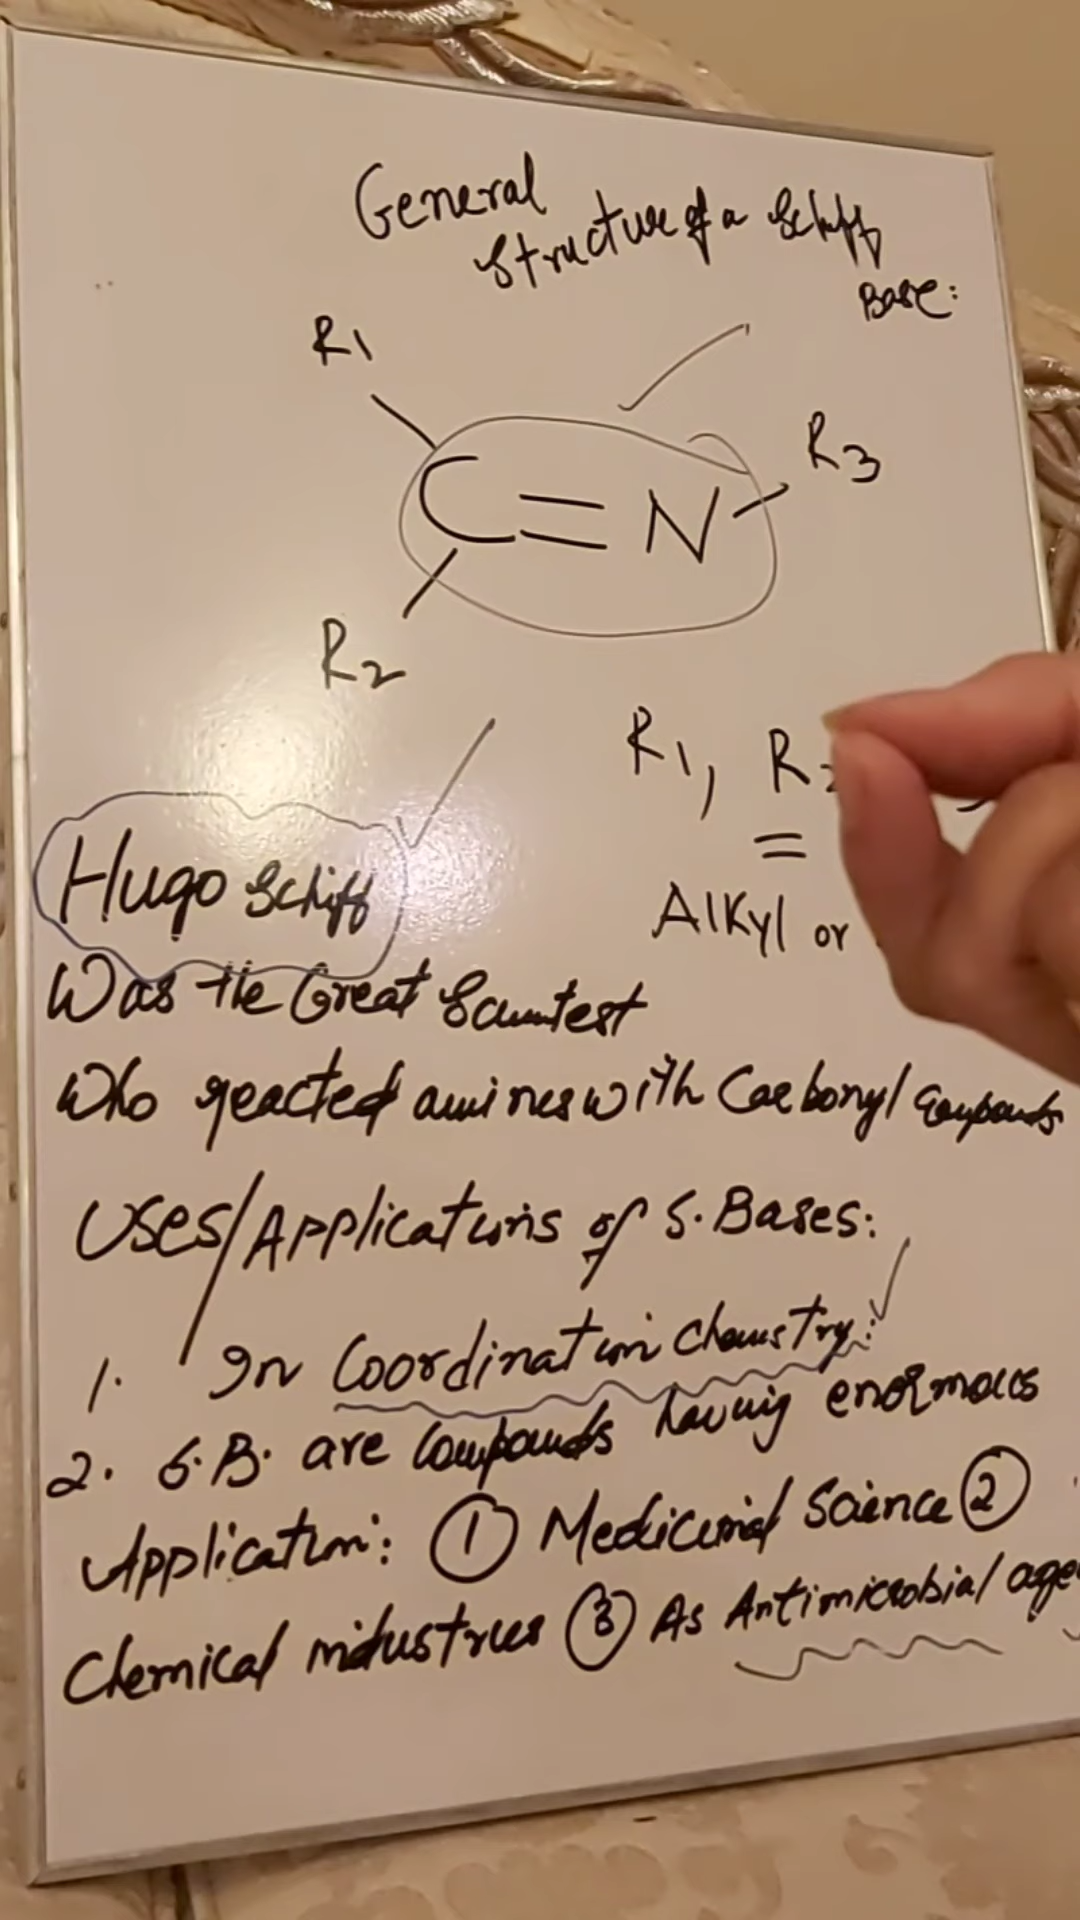 General
Structure of a Schiff
Base:
R1
C=N
R3
R2
R1, R2
=
Alkyl or
Hugo Schiff
Was the Great Scientest
Who reacted amines with Carbonyl Compounds
Uses/Applications of S. Bases:
1. In Coordination Chemistry:
2. S.B. are Compounds having enormous
Application: ① Medicinal Science ②
Chemical industries ③ As Antimicrobial age